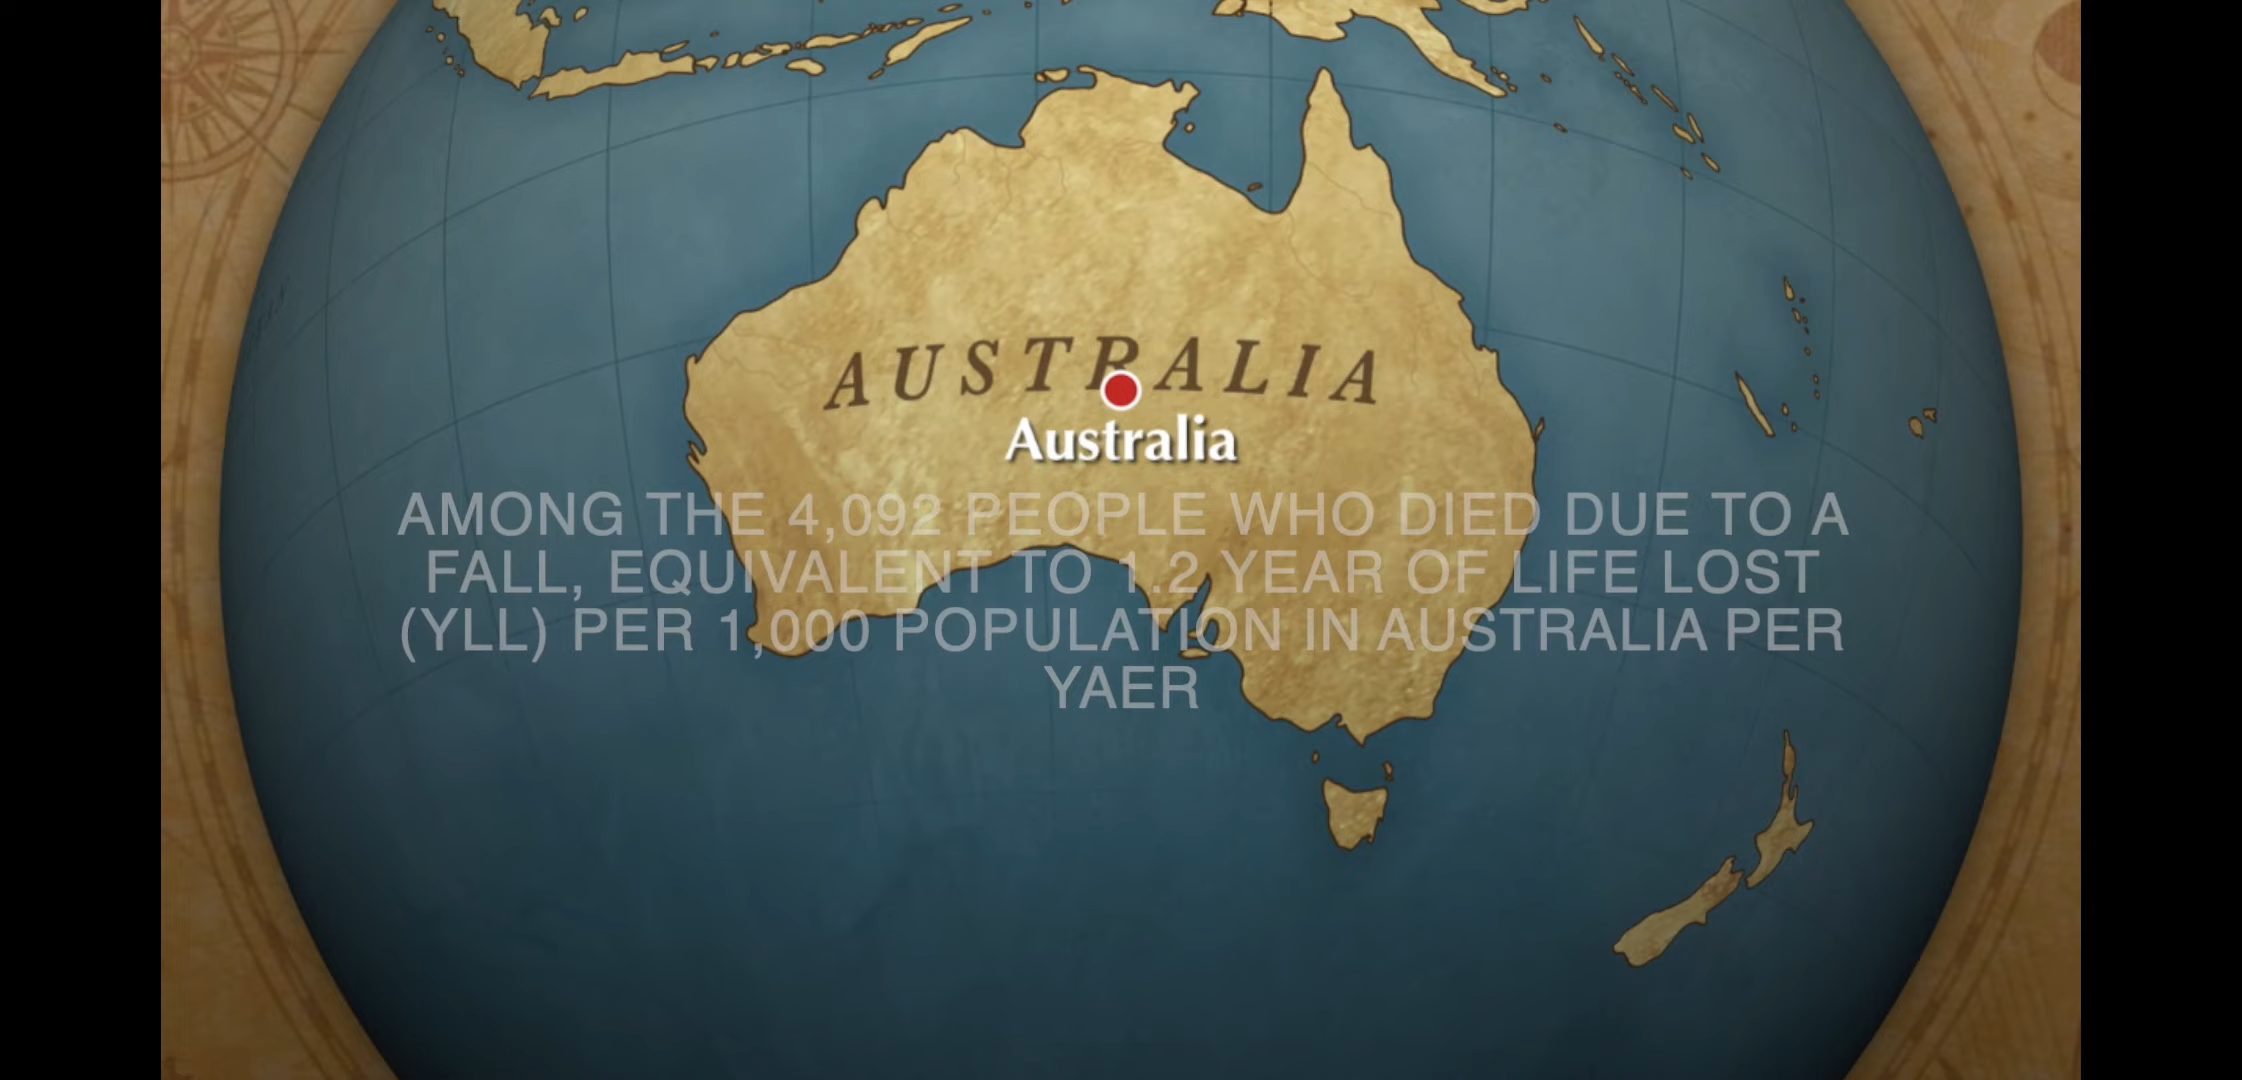 AUSTRALIA
Australia
AMONG THE 4,092 PEOPLE WHO DIED DUE TO A
FALL, EQUIVALENT TO 1.2 YEAR OF LIFE LOST
(YLL) PER 1,000 POPULATION IN AUSTRALIA PER
YAER